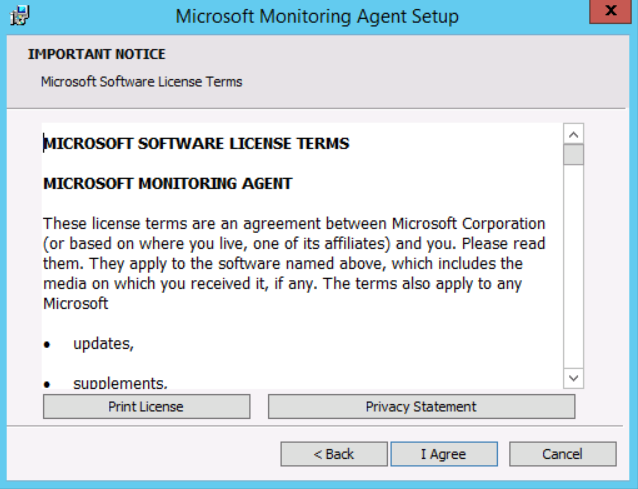 Microsoft Monitoring Agent Setup
x
IMPORTANT NOTICE
Microsoft Software License Terms
MICROSOFT SOFTWARE LICENSE TERMS
MICROSOFT MONITORING AGENT
These license terms are an agreement between Microsoft Corporation
(or based on where you live, one of its affiliates) and you. Please read
them. They apply to the software named above, which includes the
media on which you received it, if any. The terms also apply to any
Microsoft
• updates,
• supplements,
Print License
Privacy Statement
< Back
I Agree
Cancel